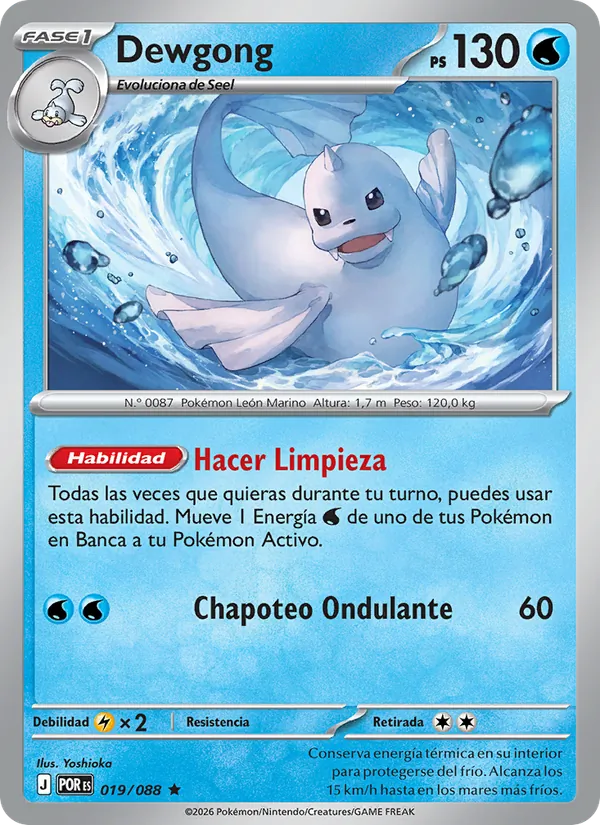 FASE 1
Dewgong
PS 130
Evoluciona de Seel
N.º 0087 Pokémon León Marino Altura: 1,7 m Peso: 120,0 kg
Habilidad Hacer Limpieza
Todas las veces que quieras durante tu turno, puedes usar
esta habilidad. Mueve 1 Energía de uno de tus Pokémon
en Banca a tu Pokémon Activo.
Chapoteo Ondulante 60
Debilidad ×2 Resistencia Retirada
Ilus. Yoshioka
J POR ES 019/088 ★
Conserva energía térmica en su interior
para protegerse del frío. Alcanza los
15 km/h hasta en los mares más fríos.
©2026 Pokémon/Nintendo/Creatures/GAME FREAK